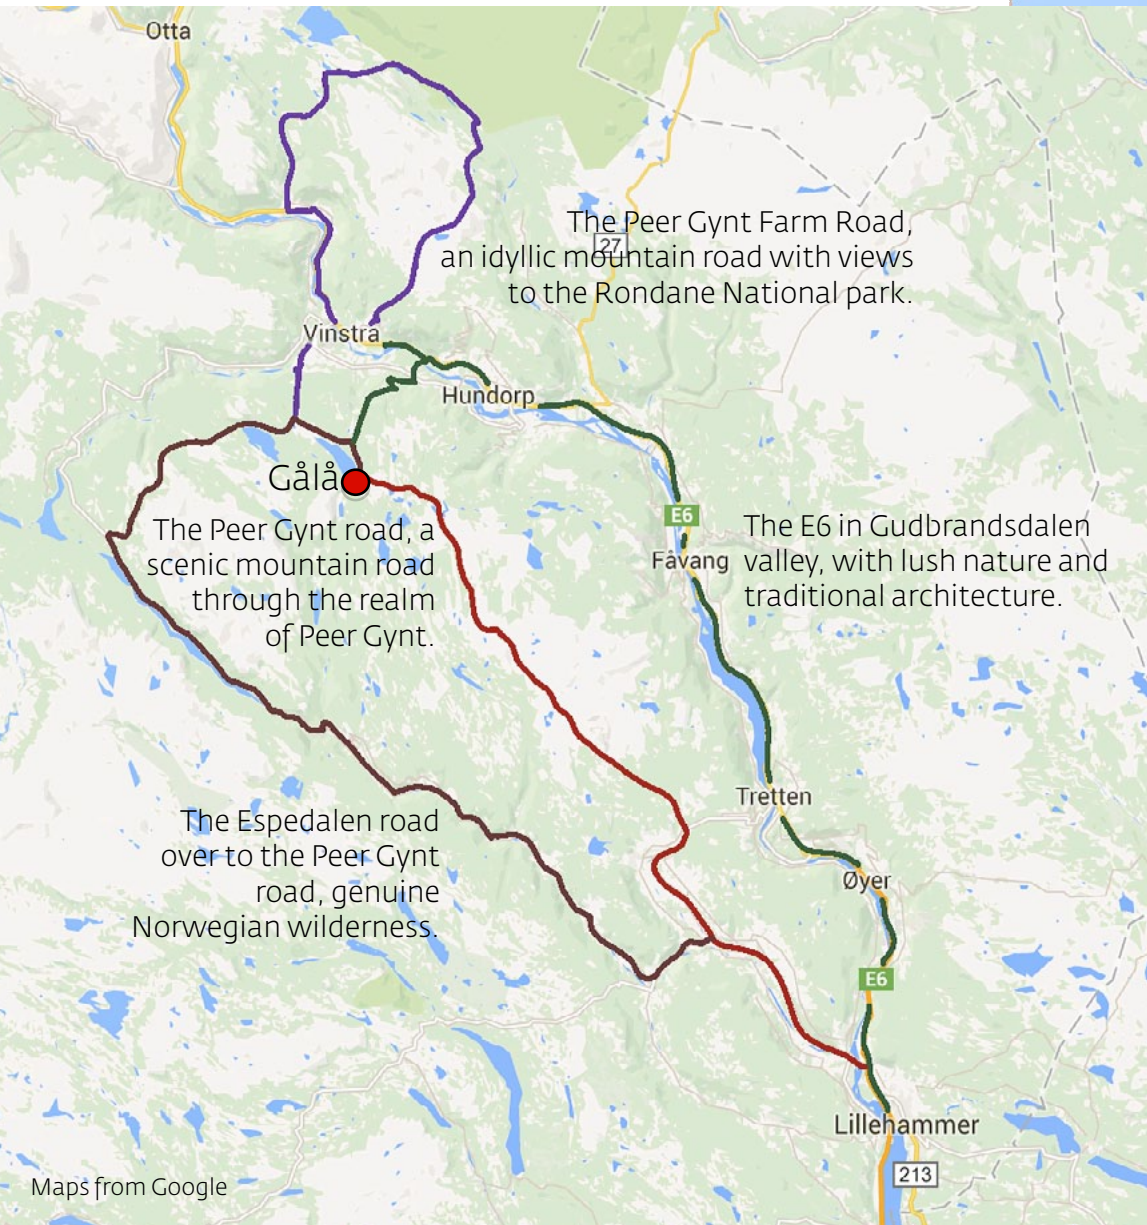 Otta
The Peer Gynt Farm Road,
27
an idyllic mountain road with views
to the Rondane National park.
Vinstra
Hundorp
Gålå
The Peer Gynt road, a
scenic mountain road
through the realm
of Peer Gynt.
E6
Fåvang
The E6 in Gudbrandsdalen
valley, with lush nature and
traditional architecture.
Tretten
The Espedalen road
over to the Peer Gynt
road, genuine
Norwegian wilderness.
Øyer
E6
Lillehammer
213
Maps from Google